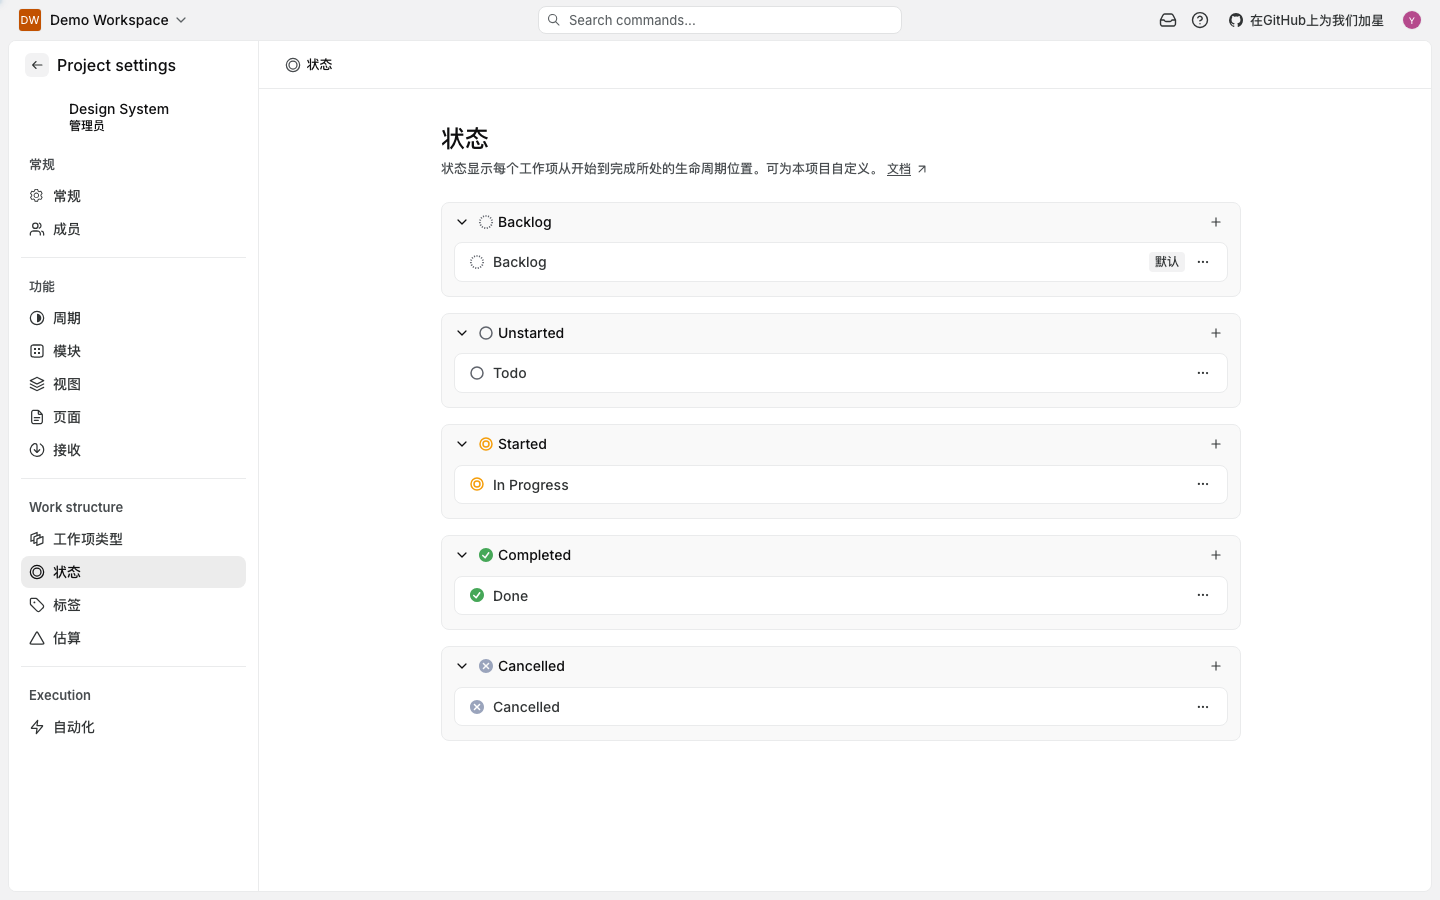 DW Demo Workspace
Search commands...
在GitHub上为我们加星
Y
Project settings
Design System
管理员
常规
常规
成员
功能
周期
模块
视图
页面
接收
Work structure
工作项类型
状态
标签
估算
Execution
自动化
状态
状态
状态显示每个工作项从开始到完成所处的生命周期位置。可为本项目自定义。 文档
Backlog
Backlog 默认
Unstarted
Todo
Started
In Progress
Completed
Done
Cancelled
Cancelled